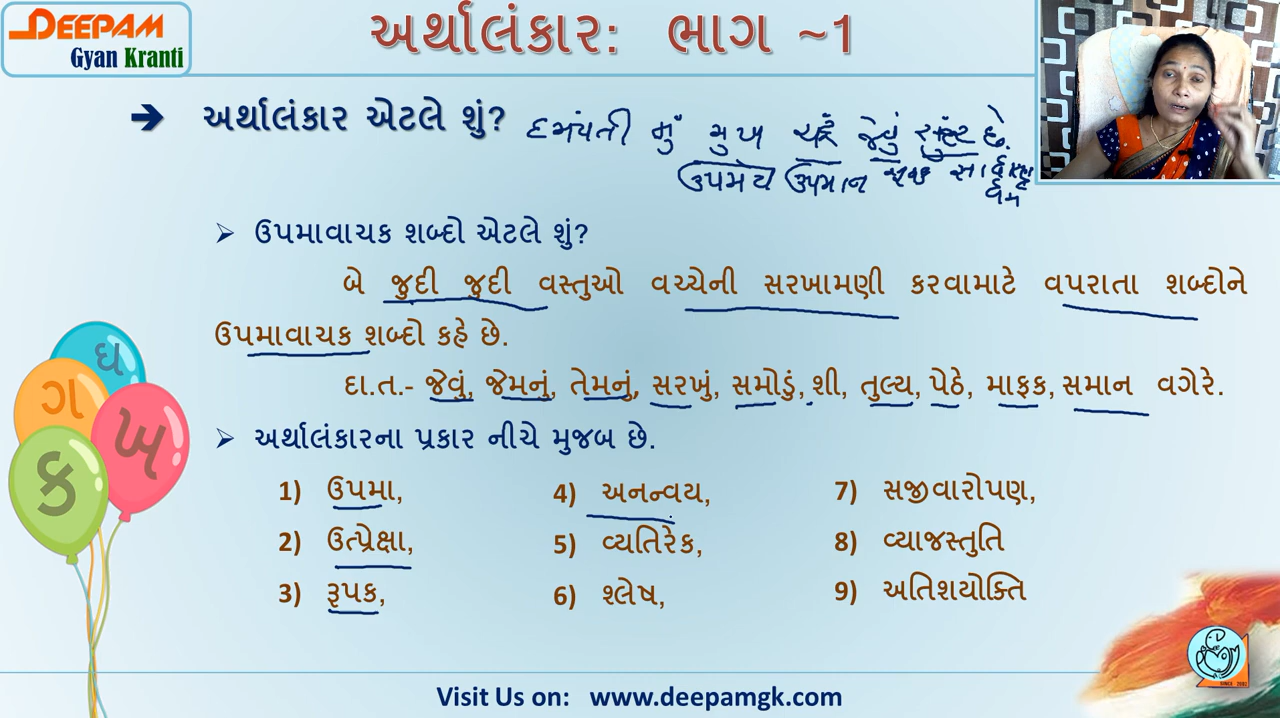 DEEPAM
Gyan Kranti
અર્થાલંકાર: ભાગ ~1
અર્થાલંકાર એટલે શું?
દમયંતી નું મુખ ચંદ્ર જેવું સુંદર છે.
ઉપમેય ઉપમાન
ઉપમાવાચક શબ્દો એટલે શું?
બે જુદી જુદી વસ્તુઓ વચ્ચેની સરખામણી કરવામાટે વપરાતા શબ્દોને
ઉપમાવાચક શબ્દો કહે છે.
દા.ત.- જેવું, જેમનું, તેમનું, સરખું, સમોડું, શી, તુલ્ય, પેઠે, માફક, સમાન વગેરે.
અર્થાલંકારના પ્રકાર નીચે મુજબ છે.
1) ઉપમા,
2) ઉત્પ્રેક્ષા,
3) રૂપક,
4) અનન્વય,
5) વ્યતિરેક,
6) શ્લેષ,
7) સજીવારોપણ,
8) વ્યાજસ્તુતિ
9) અતિશયોક્તિ
ઘ
ગ
ખ
ક
Visit Us on: www.deepamgk.com